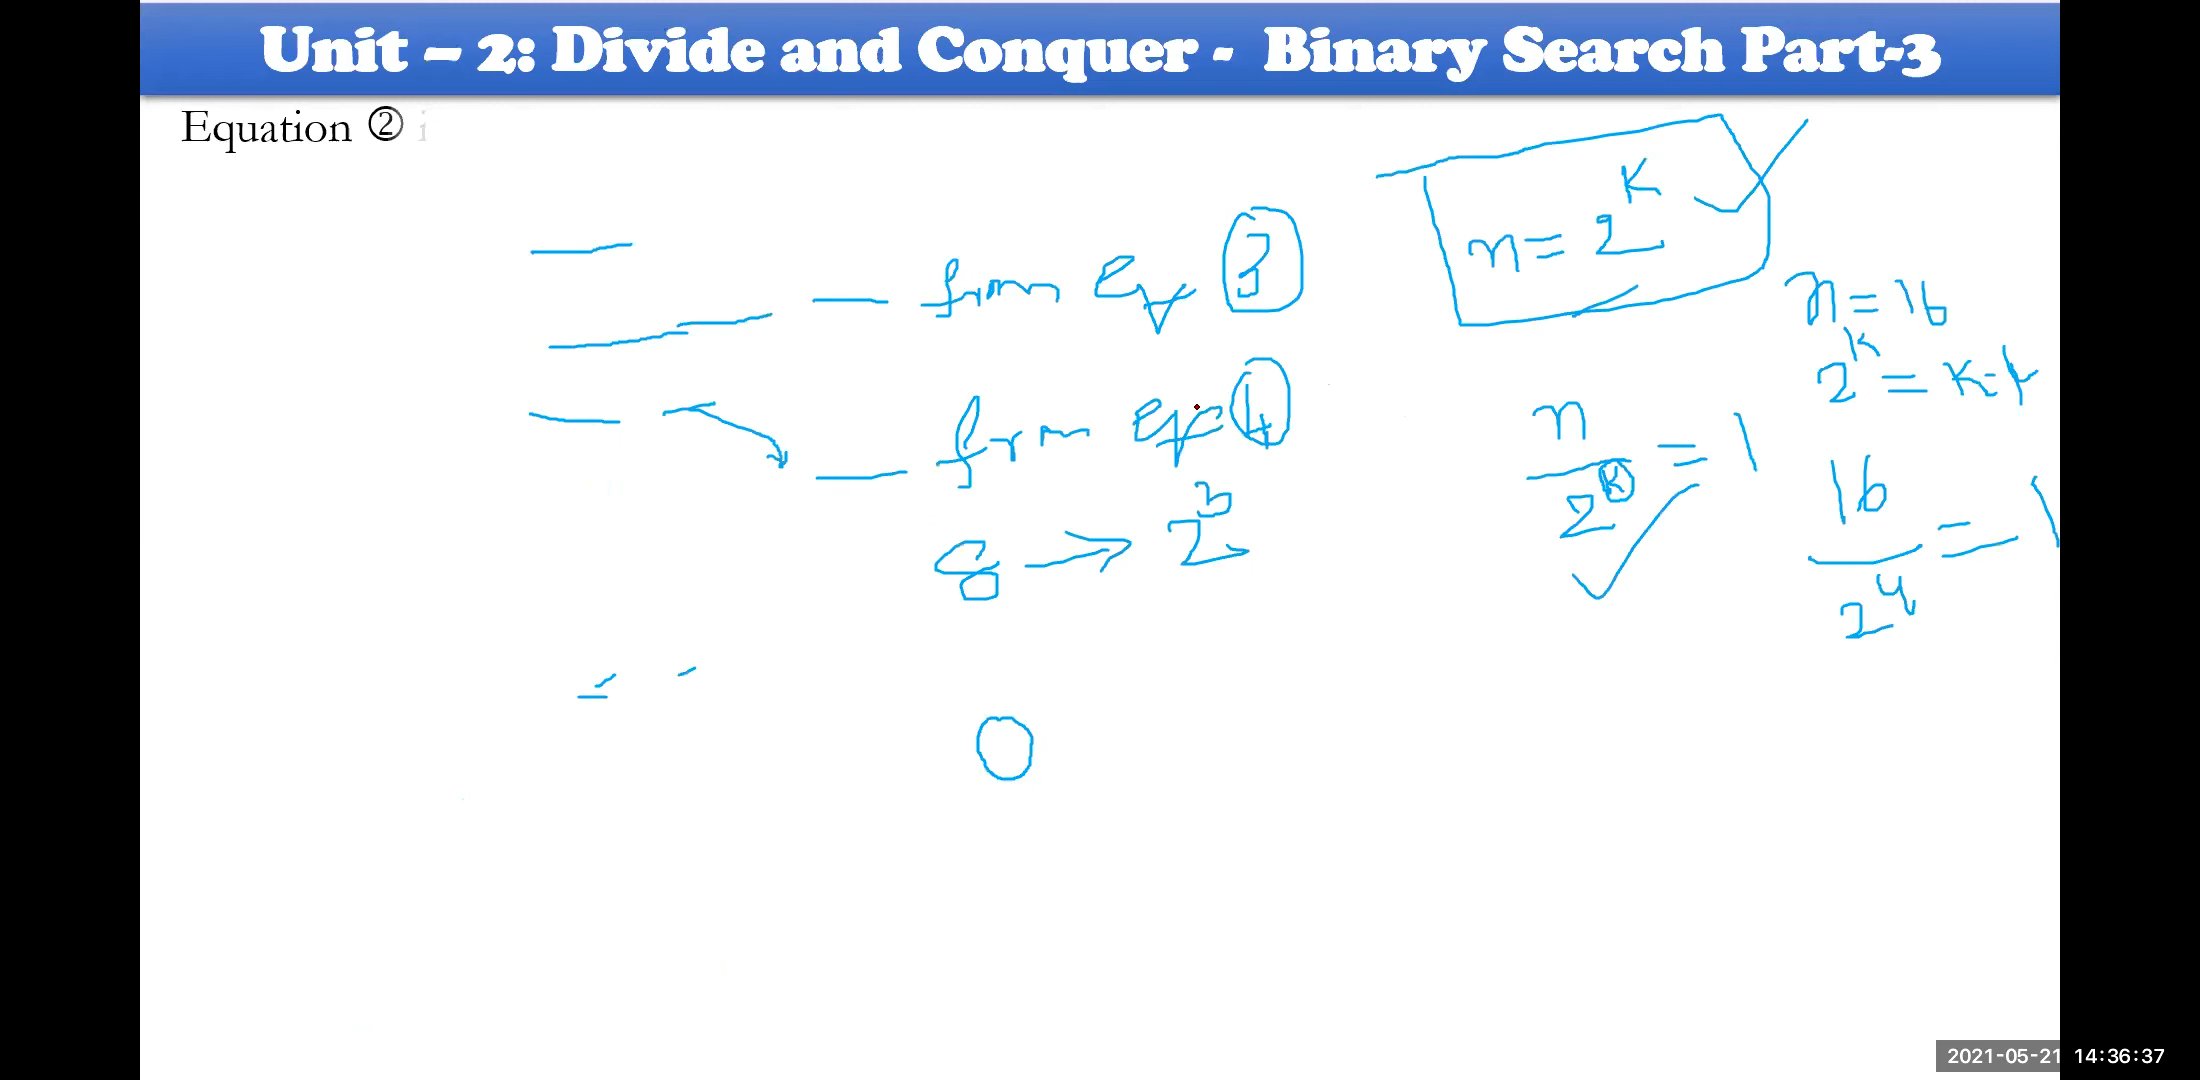 Unit – 2: Divide and Conquer - Binary Search Part-3
Equation ② i
n = 2^K
— from Eq 3
n = 16
2^K = K=4
— from Eq 4
n/2^K = 1
16/2^4 = 1
8 → 2^3
2021-05-21 14:36:37